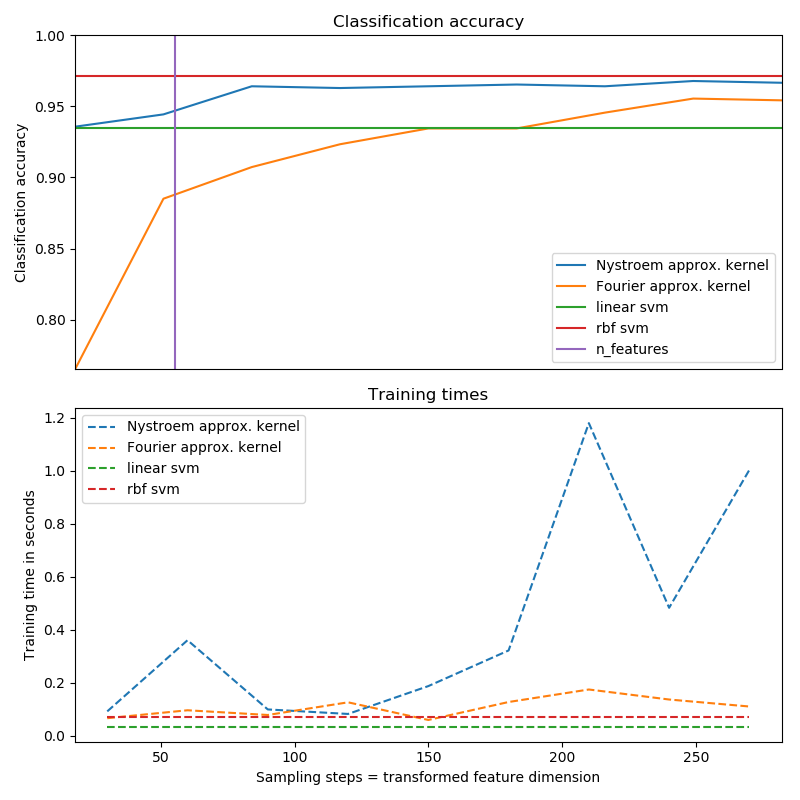 Classification accuracy
1.00
0.95
0.90
0.85
0.80
Classification accuracy
Nystroem approx. kernel
Fourier approx. kernel
linear svm
rbf svm
n_features
Training times
1.2
1.0
0.8
0.6
0.4
0.2
0.0
Training time in seconds
Nystroem approx. kernel
Fourier approx. kernel
linear svm
rbf svm
50 100 150 200 250
Sampling steps = transformed feature dimension